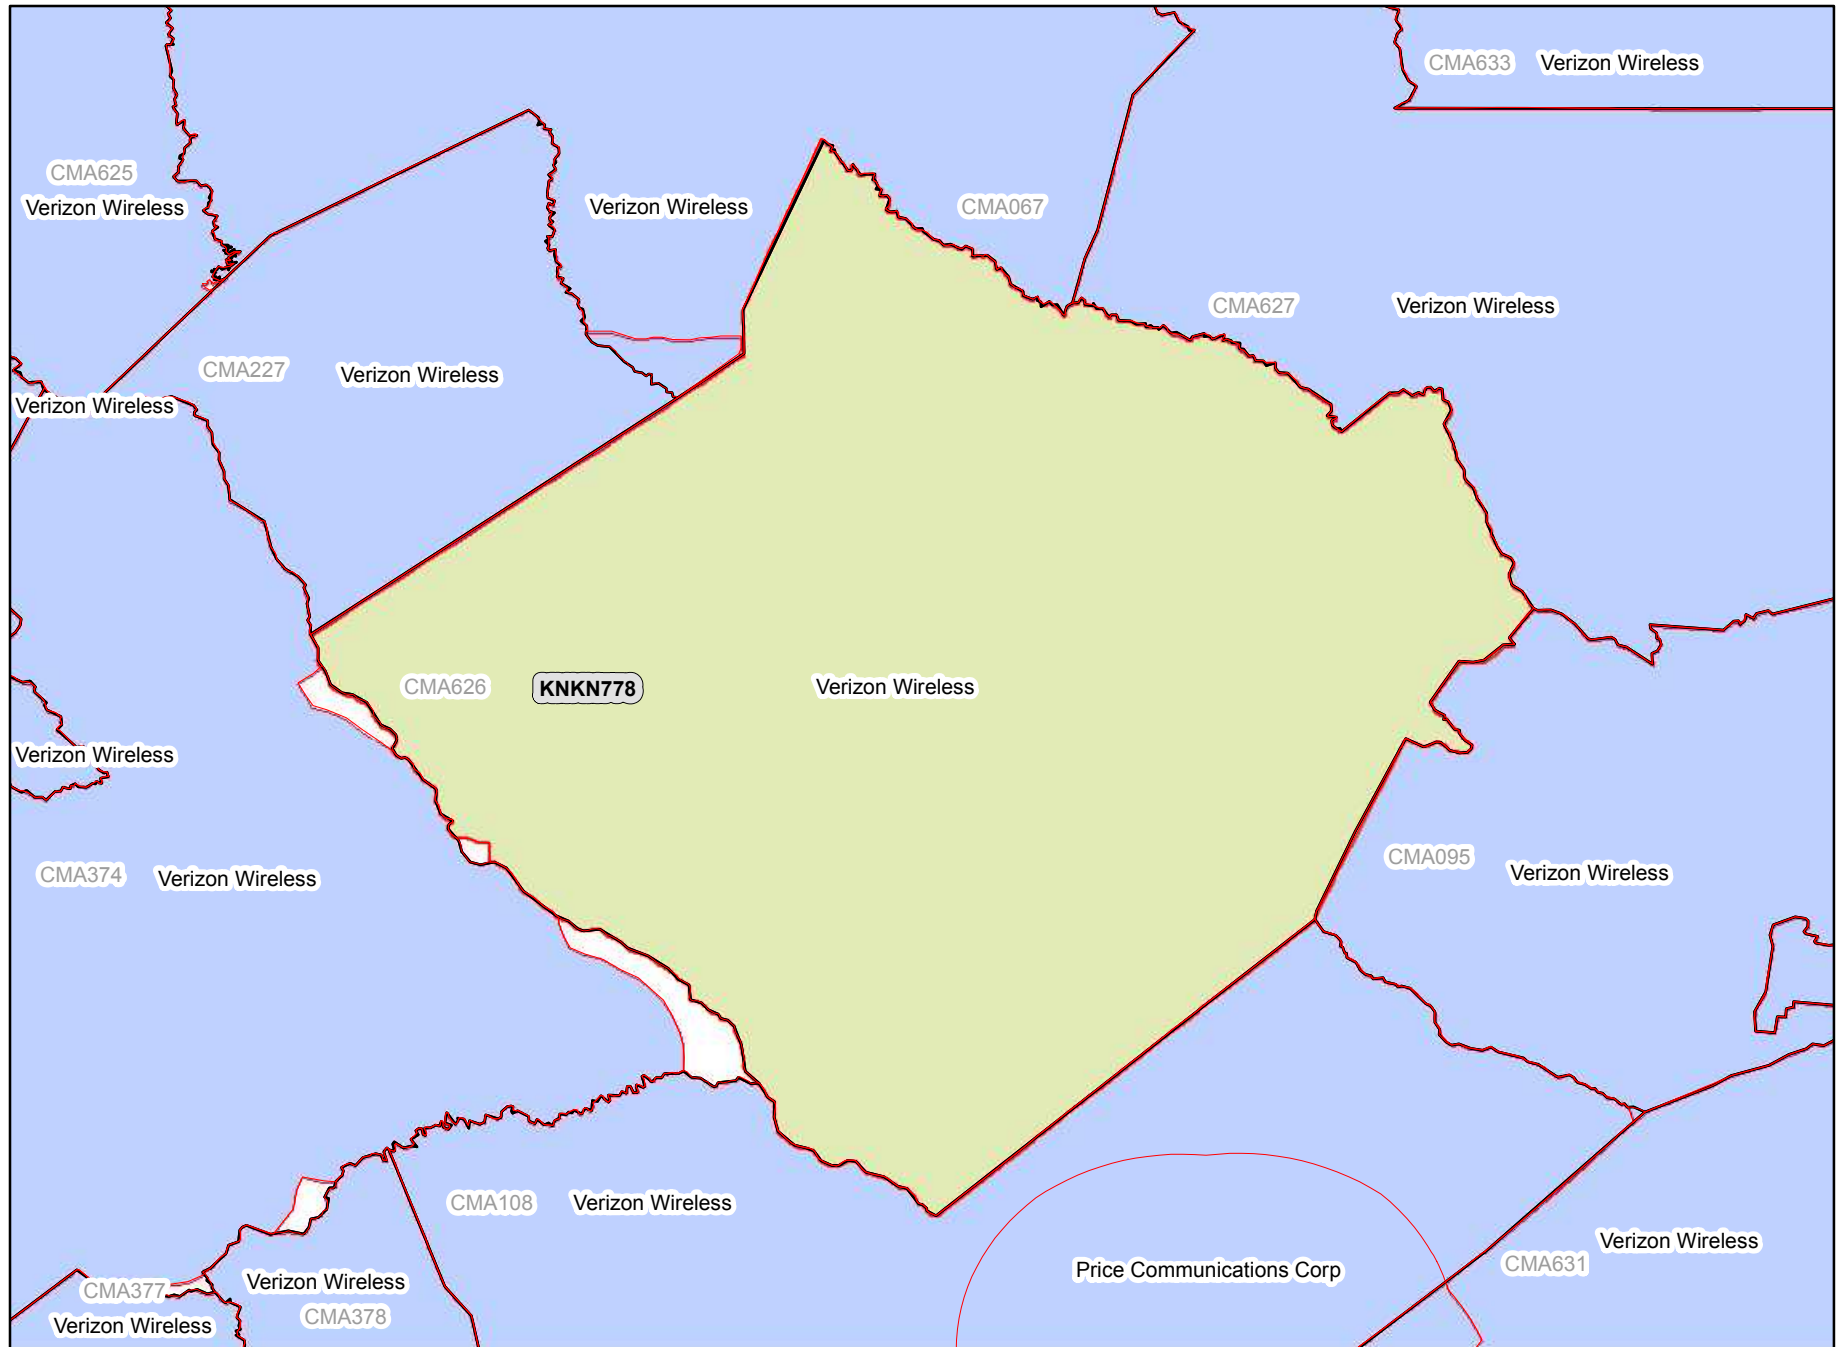 CMA633 Verizon Wireless
CMA625
Verizon Wireless
Verizon Wireless
CMA067
CMA627 Verizon Wireless
CMA227 Verizon Wireless
Verizon Wireless
CMA626 KNKN778 Verizon Wireless
Verizon Wireless
CMA374 Verizon Wireless
CMA095 Verizon Wireless
CMA108 Verizon Wireless
Verizon Wireless
CMA631
Price Communications Corp
Verizon Wireless
CMA377
CMA378
Verizon Wireless